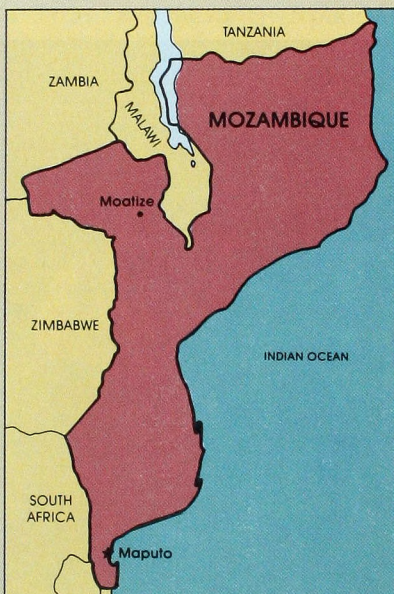 TANZANIA
ZAMBIA
MALAWI
MOZAMBIQUE
Moatize
ZIMBABWE
INDIAN OCEAN
SOUTH
AFRICA
Maputo